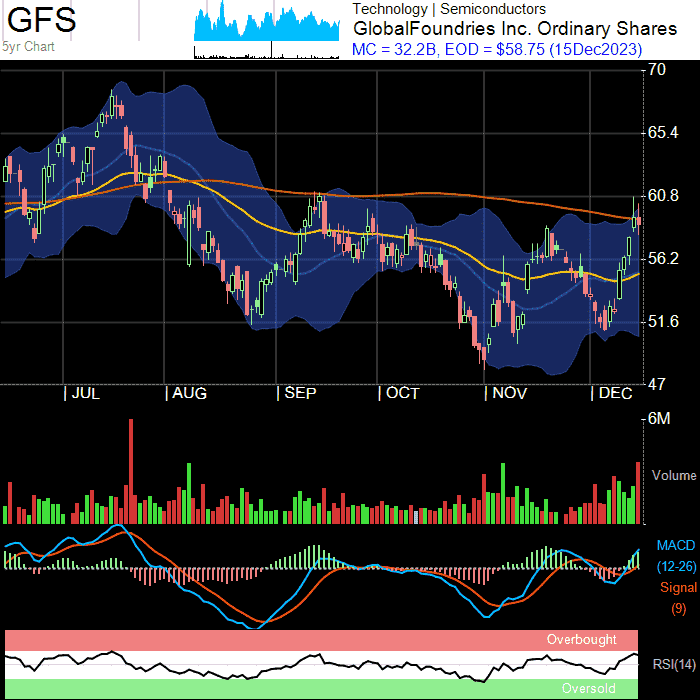 GFS
5yr Chart
Technology | Semiconductors
GlobalFoundries Inc. Ordinary Shares
MC = 32.2B, EOD = $58.75 (15Dec2023)
70
65.4
60.8
56.2
51.6
47
| JUL | AUG | SEP | OCT | NOV | DEC
6M
Volume
MACD
(12-26)
Signal
(9)
Overbought
RSI(14)
Oversold